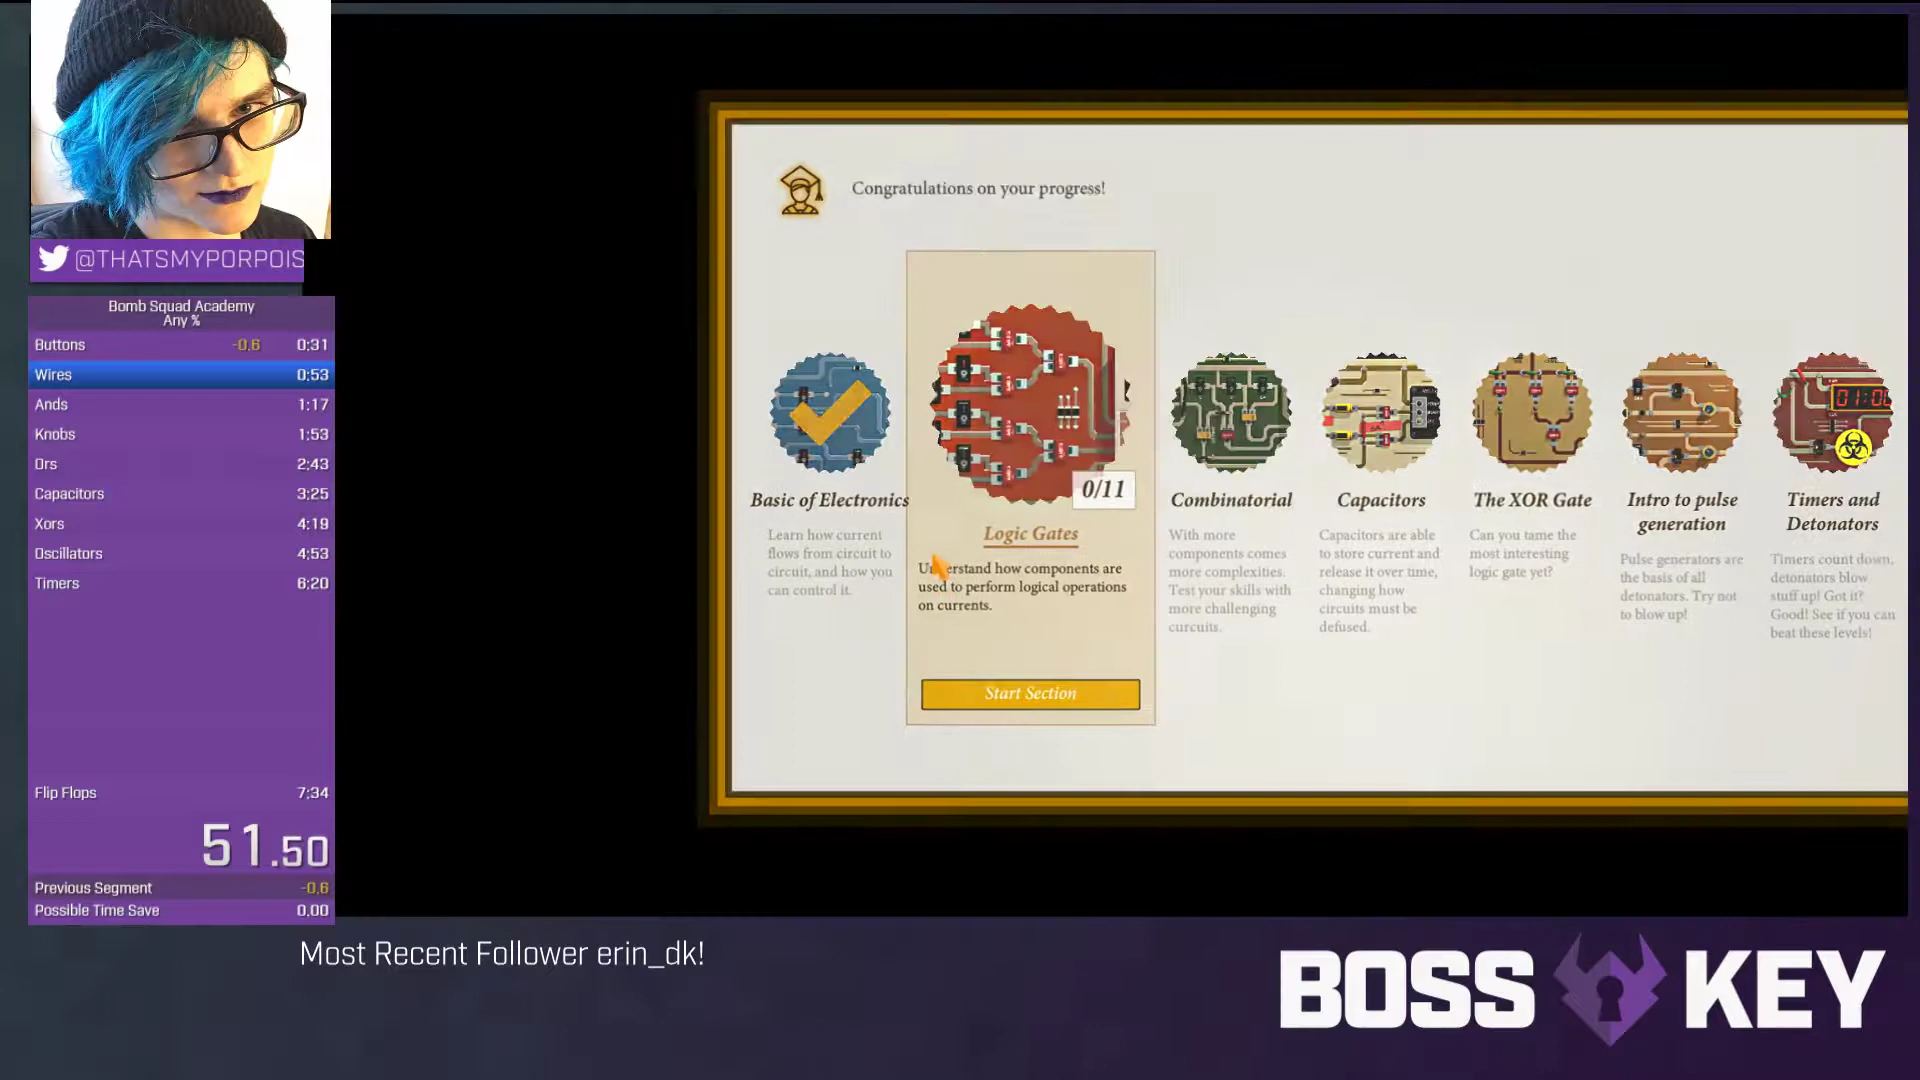 @THATSMYPORPOIS
Bomb Squad Academy
Any %
Buttons -0.6 0:31
Wires 0:53
Ands 1:17
Knobs 1:53
Ors 2:43
Capacitors 3:25
Xors 4:19
Oscillators 4:53
Timers 6:20
Flip Flops 7:34
51.50
Previous Segment -0.6
Possible Time Save 0.00
Congratulations on your progress!
Basic of Electronics
Learn how current
flows from circuit to
circuit, and how you
can control it.
0/11
Logic Gates
Understand how components are
used to perform logical operations
on currents.
Start Section
Combinatorial
With more
components comes
more complexities.
Test your skills with
more challenging
curcuits.
Capacitors
Capacitors are able
to store current and
release it over time,
changing how
circuits must be
defused.
The XOR Gate
Can you tame the
most interesting
logic gate yet?
Intro to pulse
generation
Pulse generators are
the basis of all
detonators. Try not
to blow up!
Timers and
Detonators
Timers count down,
detonators blow
stuff up! Got it?
Good! See if you can
beat these levels!
Most Recent Follower erin_dk!
BOSS KEY